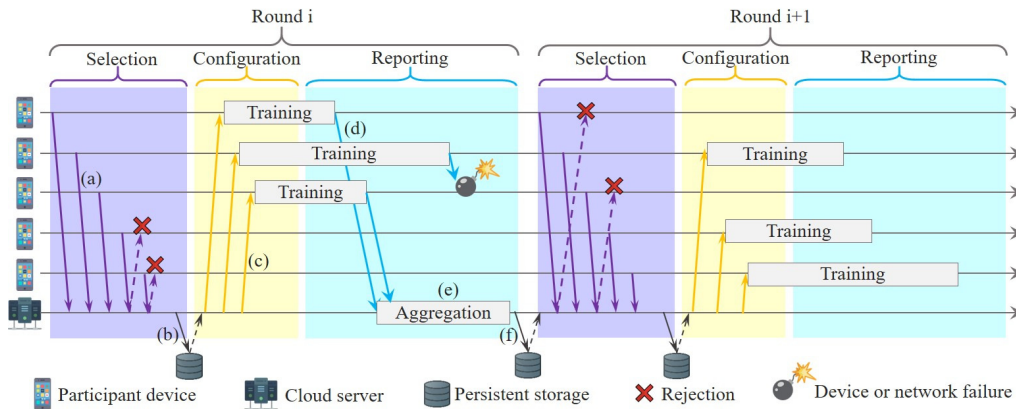 Round i
Round i+1
Selection
Configuration
Reporting
Selection
Configuration
Reporting
Training
(d)
Training
Training
(a)
Training
Training
(c)
Training
(e)
Aggregation
(b)
(f)
Participant device
Cloud server
Persistent storage
Rejection
Device or network failure